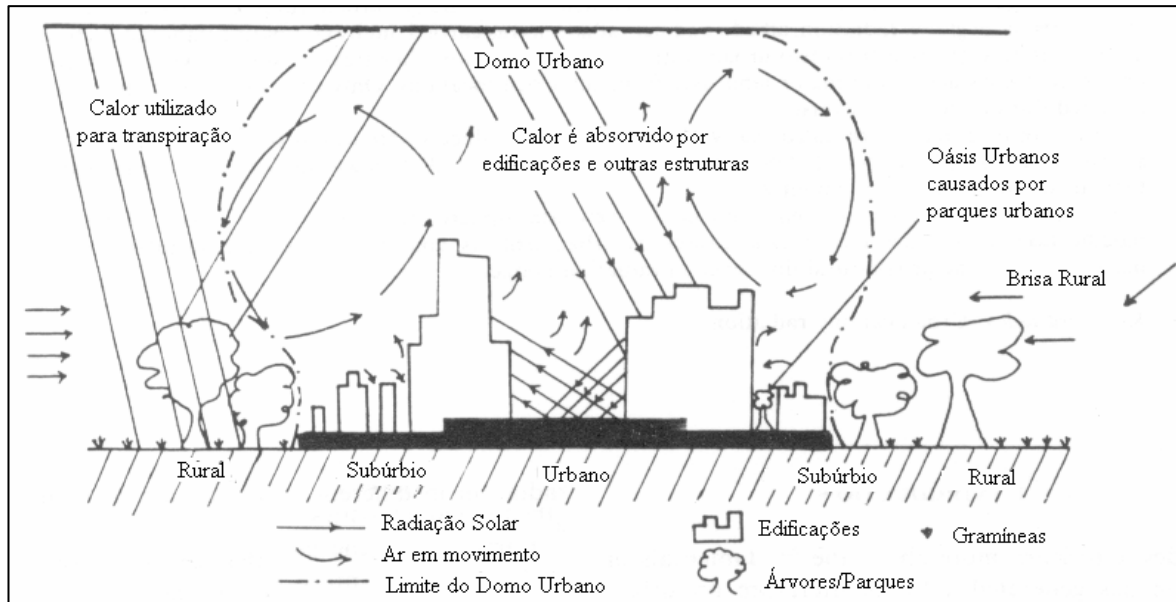 Domo Urbano
Calor utilizado
para transpiração
Calor é absorvido por
edificações e outras estruturas
Oásis Urbanos
causados por
parques urbanos
Brisa Rural
Rural
Subúrbio
Urbano
Subúrbio
Rural
Radiação Solar
Ar em movimento
Limite do Domo Urbano
Edificações
Árvores/Parques
Gramíneas